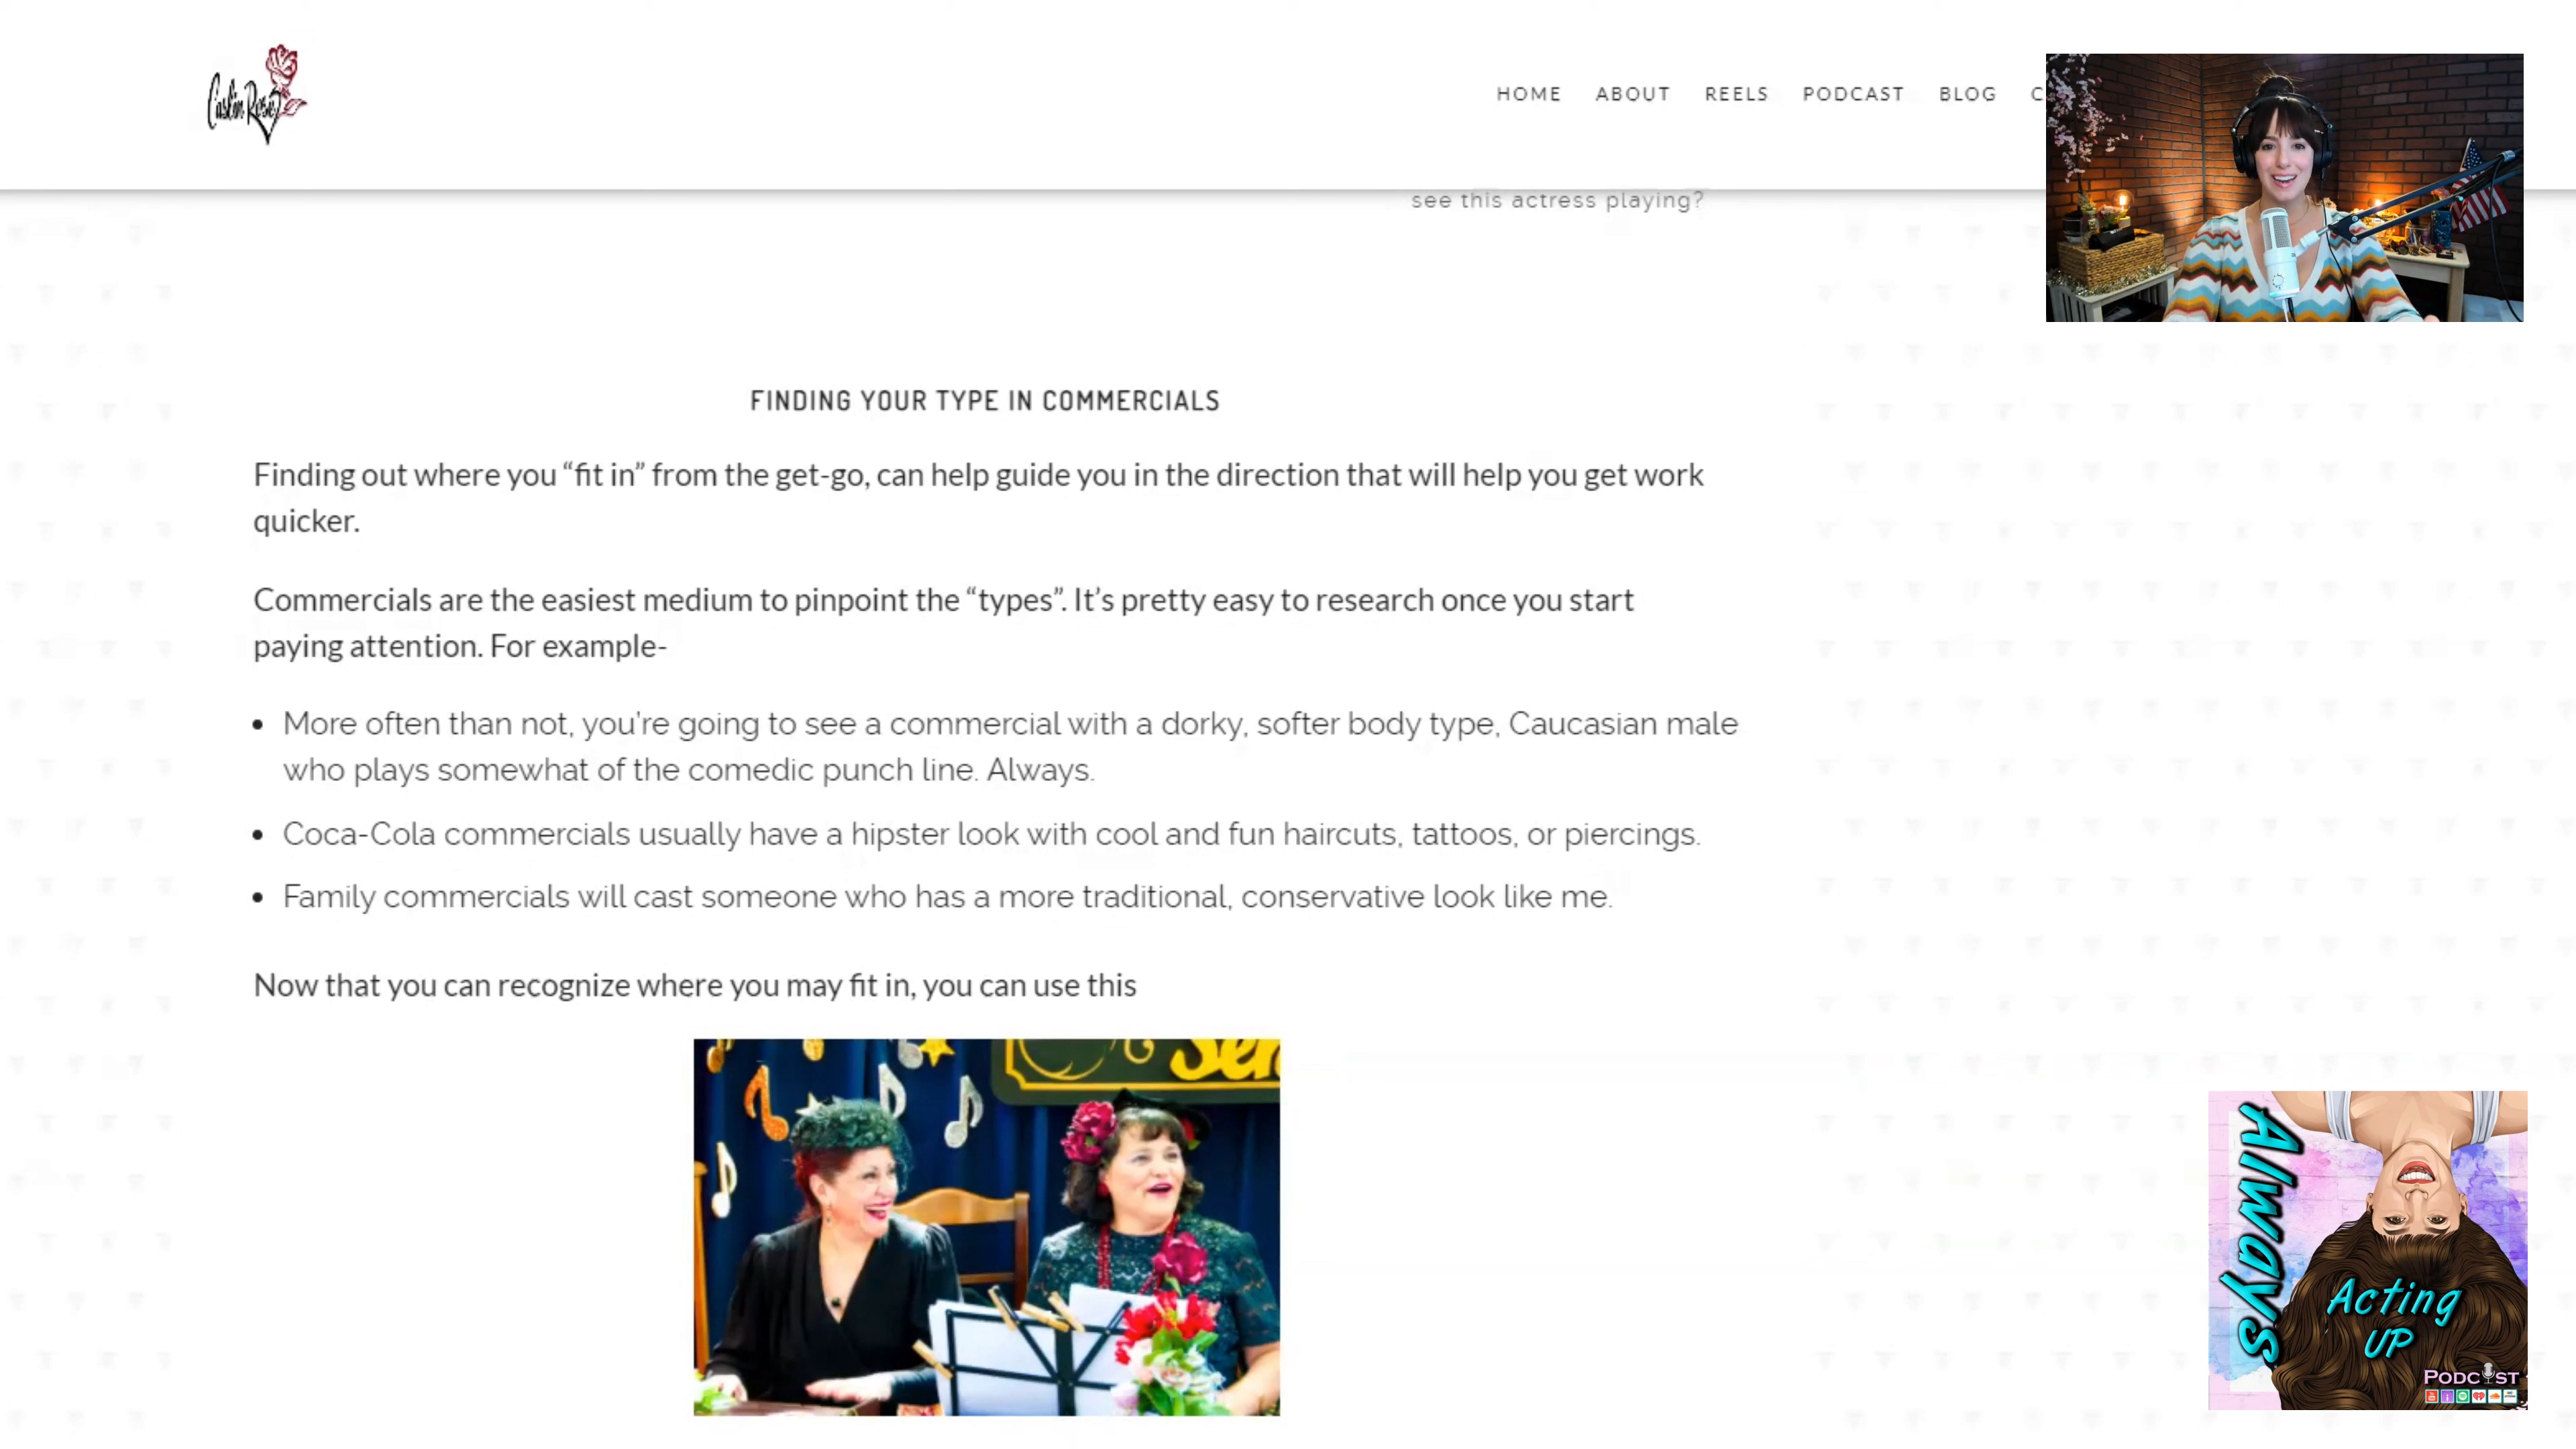 Caslin Rose
HOME ABOUT REELS PODCAST BLOG C
see this actress playing?
FINDING YOUR TYPE IN COMMERCIALS
Finding out where you “fit in” from the get-go, can help guide you in the direction that will help you get work
quicker.
Commercials are the easiest medium to pinpoint the “types”. It’s pretty easy to research once you start
paying attention. For example-
• More often than not, you’re going to see a commercial with a dorky, softer body type, Caucasian male
who plays somewhat of the comedic punch line. Always.
• Coca-Cola commercials usually have a hipster look with cool and fun haircuts, tattoos, or piercings.
• Family commercials will cast someone who has a more traditional, conservative look like me.
Now that you can recognize where you may fit in, you can use this
Always
Acting
UP
PODCAST